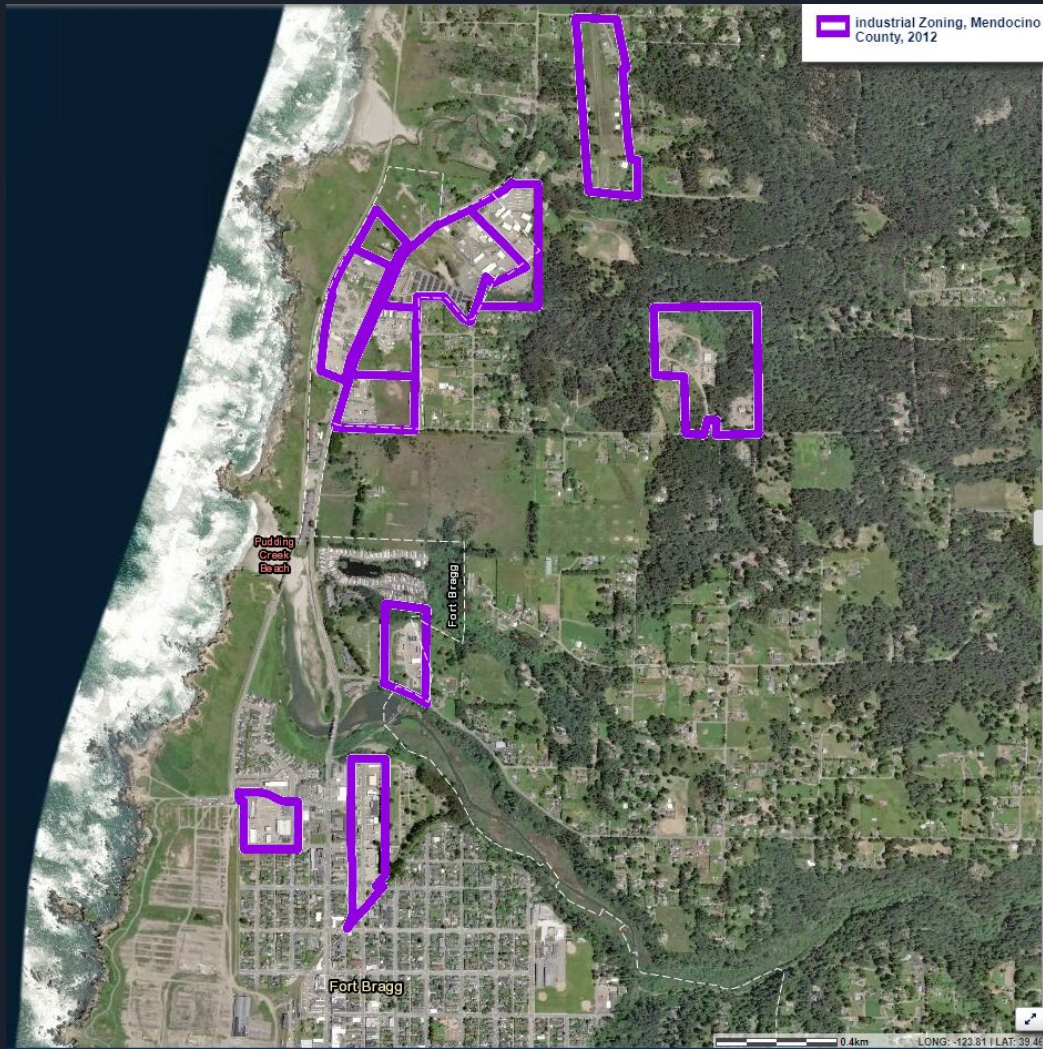 industrial Zoning, Mendocino
County, 2012
Pudding
Creek
Beach
Fort Bragg
Fort Bragg
0.4km
LONG: -123.81 | LAT: 39.46